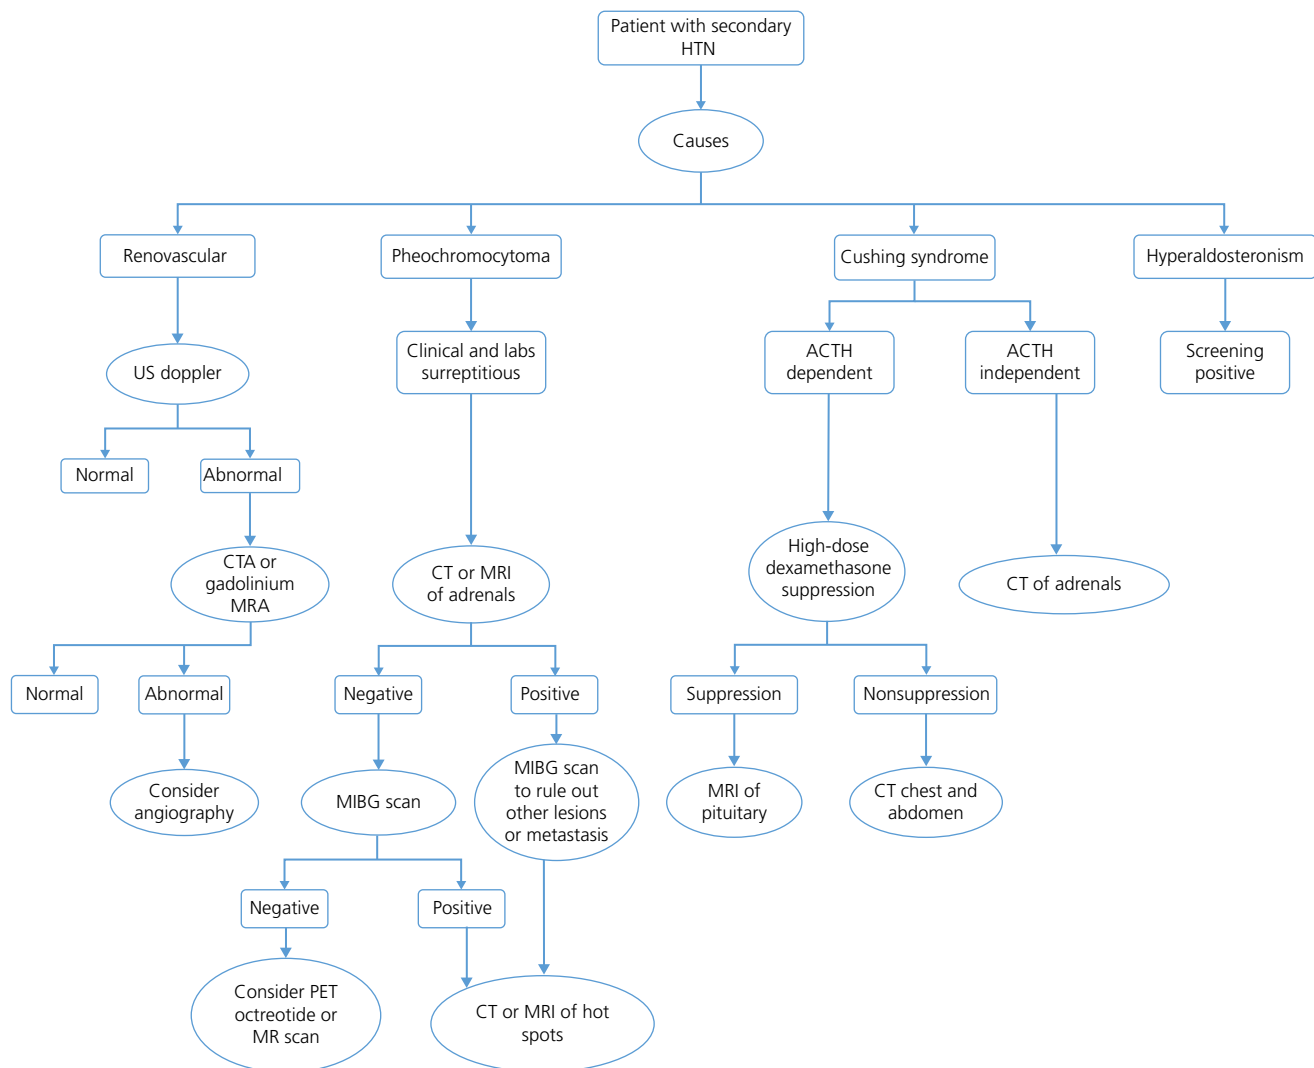 Patient with secondary
HTN
Causes
Renovascular
Pheochromocytoma
Cushing syndrome
Hyperaldosteronism
US doppler
Clinical and labs
surreptitious
ACTH
dependent
ACTH
independent
Screening
positive
Normal
Abnormal
CTA or
gadolinium
MRA
CT or MRI
of adrenals
High-dose
dexamethasone
suppression
CT of adrenals
Normal
Abnormal
Negative
Positive
Suppression
Nonsuppression
Consider
angiography
MIBG scan
MIBG scan
to rule out
other lesions
or metastasis
MRI of
pituitary
CT chest and
abdomen
Negative
Positive
Consider PET
octreotide or
MR scan
CT or MRI of hot
spots